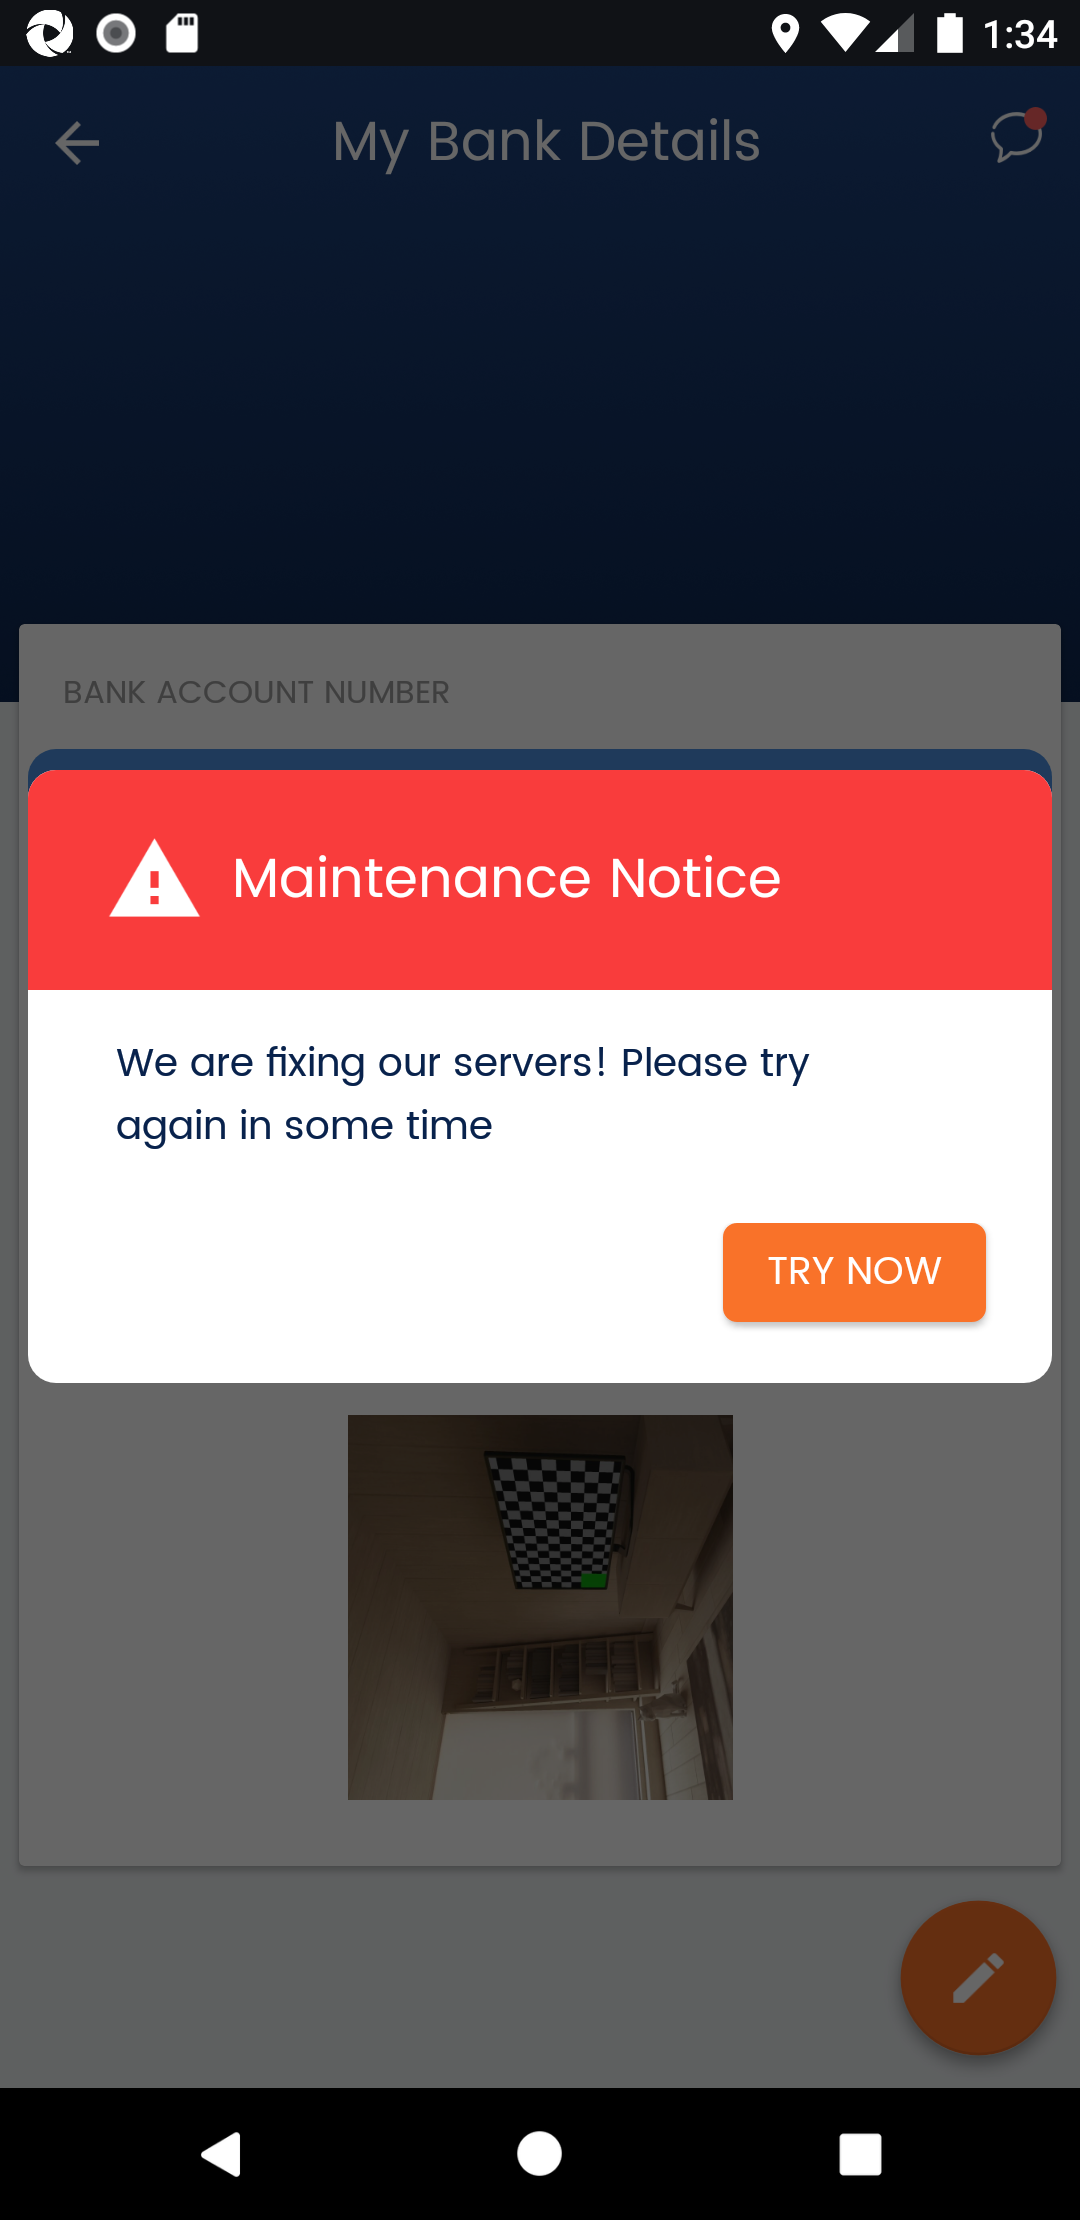 1:34
My Bank Details
BANK ACCOUNT NUMBER
Maintenance Notice
We are fixing our servers! Please try
again in some time
TRY NOW